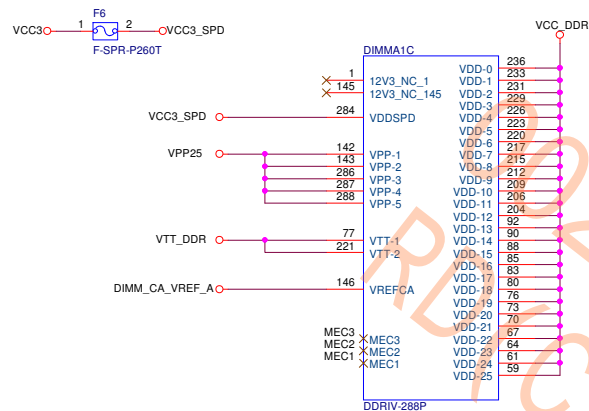 F6
VCC3 1 2 VCC3_SPD
F-SPR-P260T
VCC_DDR
DIMMA1C
1 12V3_NC_1
145 12V3_NC_145
VCC3_SPD 284 VDDSPD
VPP25 142 VPP-1
143 VPP-2
286 VPP-3
287 VPP-4
288 VPP-5
VTT_DDR 77 VTT-1
221 VTT-2
DIMM_CA_VREF_A 146 VREFCA
MEC3 MEC3
MEC2 MEC2
MEC1 MEC1
VDD-0 236
VDD-1 233
VDD-2 231
VDD-3 229
VDD-4 226
VDD-5 223
VDD-6 220
VDD-7 217
VDD-8 215
VDD-9 212
VDD-10 209
VDD-11 206
VDD-12 204
VDD-13 92
VDD-14 90
VDD-15 88
VDD-16 85
VDD-17 83
VDD-18 80
VDD-19 76
VDD-20 73
VDD-21 70
VDD-22 67
VDD-23 64
VDD-24 61
VDD-25 59
DDRIV-288P